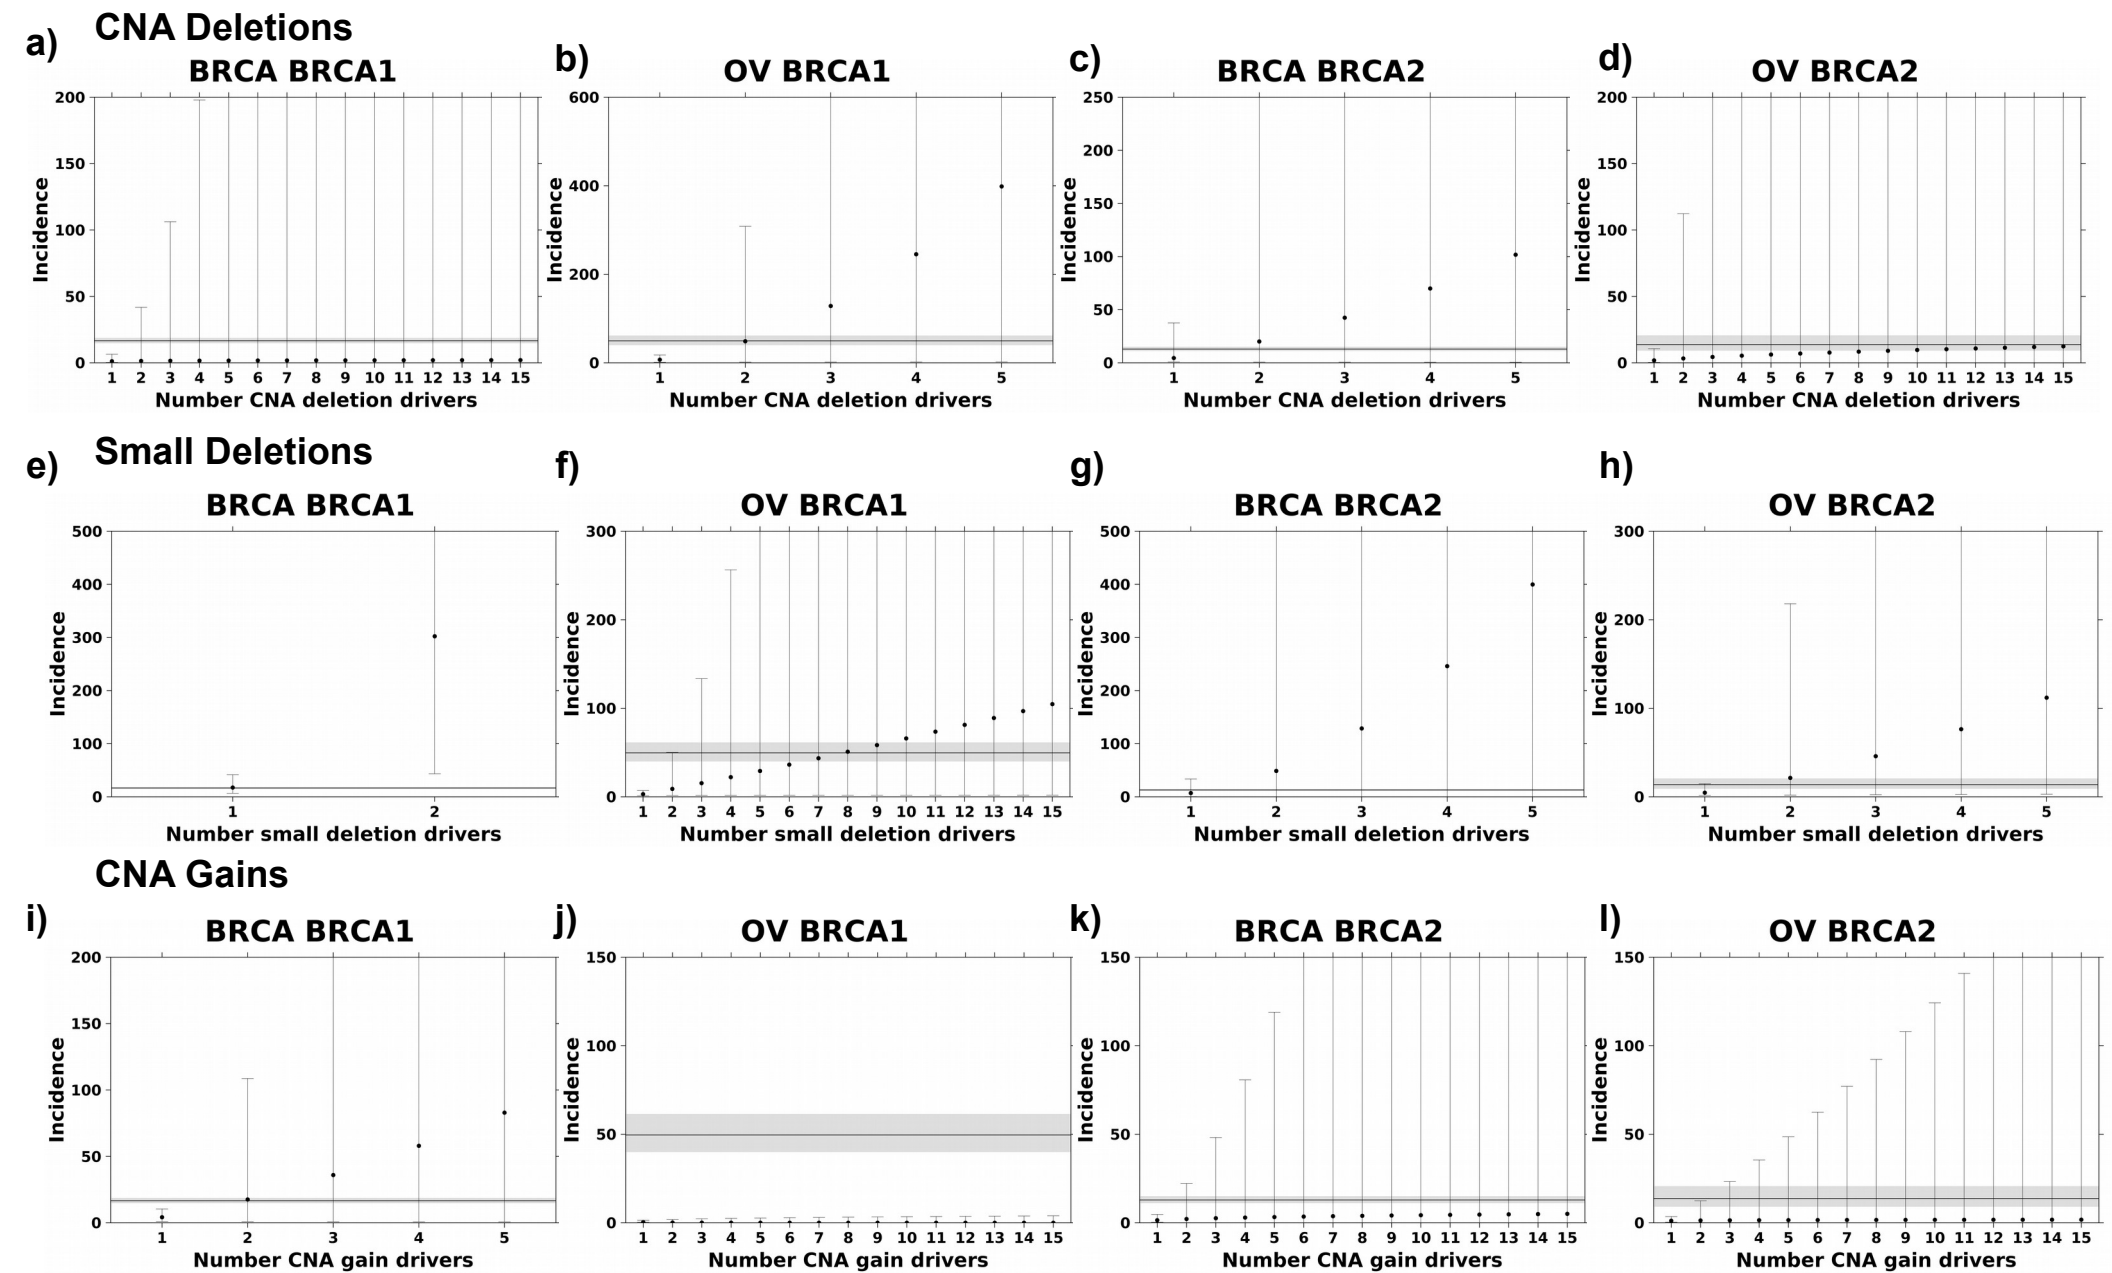 CNA Deletions
a) b) c) d)
BRCA BRCA1 OV BRCA1 BRCA BRCA2 OV BRCA2
200 600 250 200
200
150 400 150 150
Incidence Incidence Incidence Incidence
100 200 100 100
50 50 50
0 0 0 0
1 2 3 4 5 6 7 8 9 10 11 12 13 14 15 1 2 3 4 5 1 2 3 4 5 1 2 3 4 5 6 7 8 9 10 11 12 13 14 15
Number CNA deletion drivers Number CNA deletion drivers Number CNA deletion drivers Number CNA deletion drivers
Small Deletions
e) f) g) h)
BRCA BRCA1 OV BRCA1 BRCA BRCA2 OV BRCA2
500 300 500 300
400 400
300 200 300 200
Incidence Incidence Incidence Incidence
200 100 200 100
100 100
0 0 0 0
1 2 1 2 3 4 5 6 7 8 9 10 11 12 13 14 15 1 2 3 4 5 1 2 3 4 5
Number small deletion drivers Number small deletion drivers Number small deletion drivers Number small deletion drivers
CNA Gains
i) j) k) l)
BRCA BRCA1 OV BRCA1 BRCA BRCA2 OV BRCA2
200 150 150 150
150 100 100 100
Incidence Incidence Incidence Incidence
100 50 50 50
50
0 0 0 0
1 2 3 4 5 1 2 3 4 5 6 7 8 9 10 11 12 13 14 15 1 2 3 4 5 6 7 8 9 10 11 12 13 14 15 1 2 3 4 5 6 7 8 9 10 11 12 13 14 15
Number CNA gain drivers Number CNA gain drivers Number CNA gain drivers Number CNA gain drivers